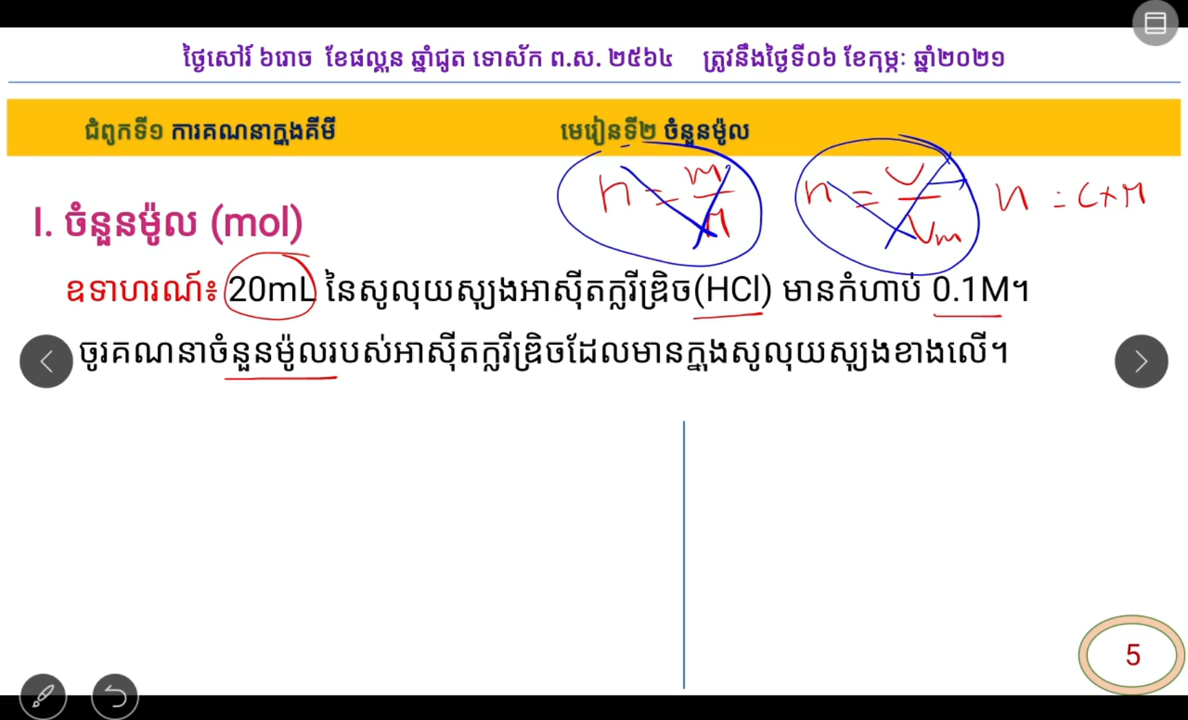 ថ្ងៃសៅរ៍ ៦រោច ខែផល្គុន ឆ្នាំជូត ទោស័ក ព.ស. ២៥៦៤ ត្រូវនឹងថ្ងៃទី០៦ ខែកុម្ភៈ ឆ្នាំ២០២១
ជំពូកទី១ ការគណនាក្នុងគីមី មេរៀនទី២ ចំនួនម៉ូល
n = m/M n = V/Vm n = C×M
I. ចំនួនម៉ូល (mol)
ឧទាហរណ៍៖ 20mL នៃសូលុយស្យុងអាស៊ីតក្លរីឌ្រិច(HCl) មានកំហាប់ 0.1M។
ចូរគណនាចំនួនម៉ូលរបស់អាស៊ីតក្លរីឌ្រិចដែលមានក្នុងសូលុយស្យុងខាងលើ។
5